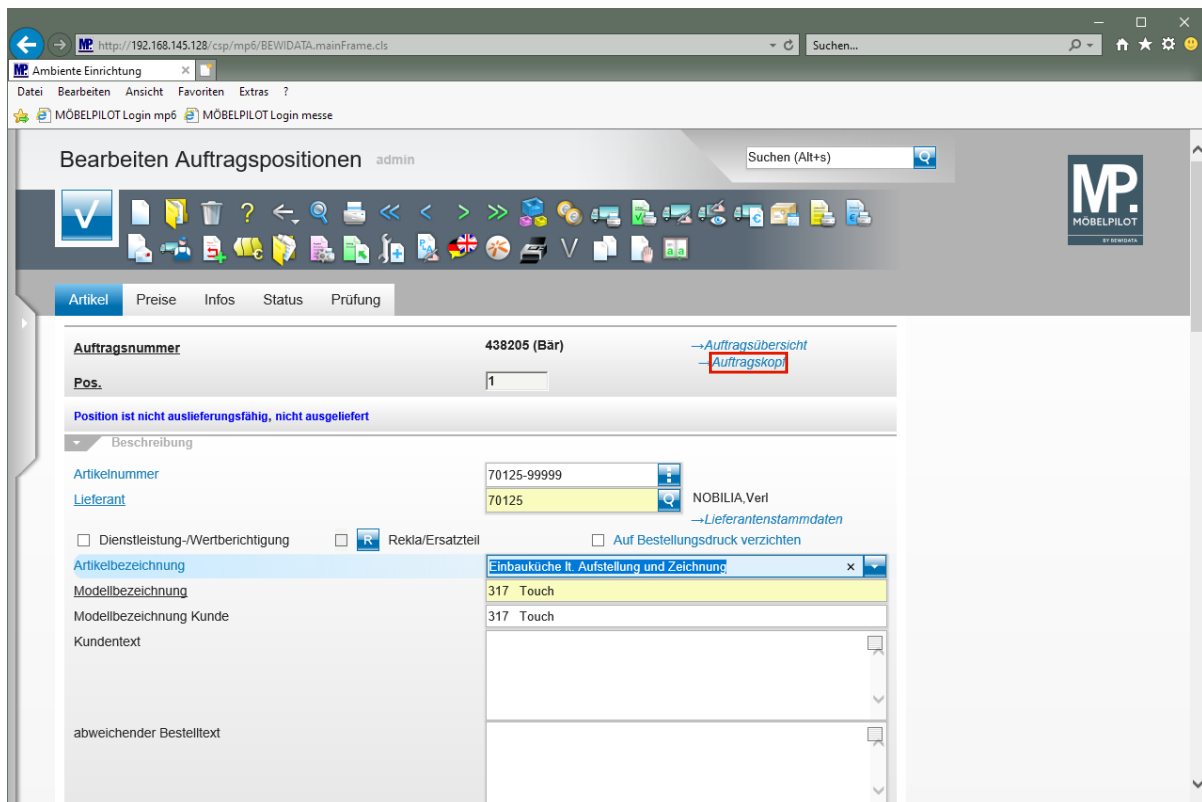 http://192.168.145.128/csp/mp6/BEWIDATA.mainFrame.cls
Suchen...
Ambiente Einrichtung
Datei Bearbeiten Ansicht Favoriten Extras ?
MÖBELPILOT Login mp6 MÖBELPILOT Login messe
Bearbeiten Auftragspositionen admin
Suchen (Alt+s)
MP.
MÖBELPILOT
BY BEWIDATA
Artikel Preise Infos Status Prüfung
Auftragsnummer 438205 (Bär) →Auftragsübersicht
→Auftragskopf
Pos. 1
Position ist nicht auslieferungsfähig, nicht ausgeliefert
Beschreibung
Artikelnummer 70125-99999
Lieferant 70125 NOBILIA,Verl
→Lieferantenstammdaten
Dienstleistung-/Wertberichtigung R Rekla/Ersatzteil Auf Bestellungsdruck verzichten
Artikelbezeichnung Einbauküche lt. Aufstellung und Zeichnung
Modellbezeichnung 317 Touch
Modellbezeichnung Kunde 317 Touch
Kundentext
abweichender Bestelltext